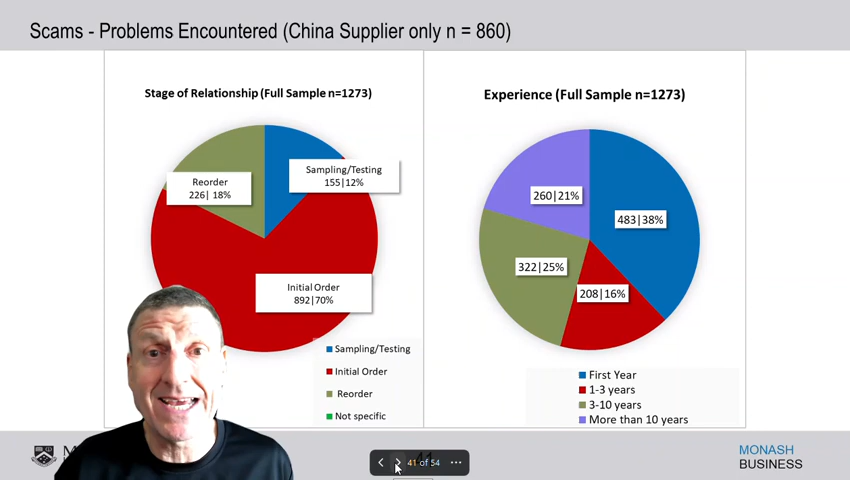 Scams - Problems Encountered (China Supplier only n = 860)
Stage of Relationship (Full Sample n=1273)
Sampling/Testing
155|12%
Reorder
226| 18%
Initial Order
892|70%
Sampling/Testing
Initial Order
Reorder
Not specific
Experience (Full Sample n=1273)
260|21%
483|38%
322|25%
208|16%
First Year
1-3 years
3-10 years
More than 10 years
41 of 54
MONASH
BUSINESS